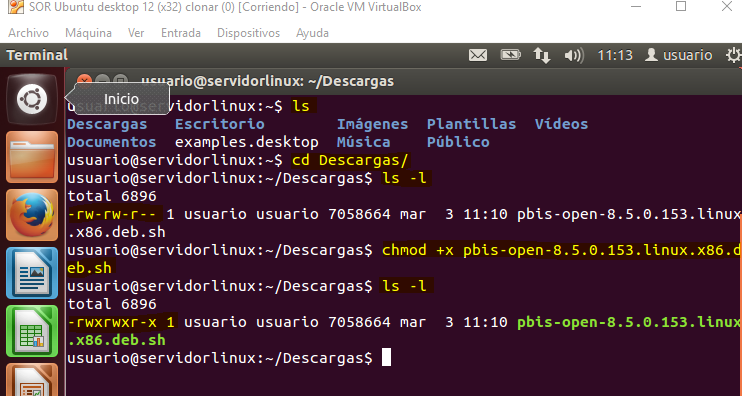 SOR Ubuntu desktop 12 (x32) clonar (0) [Corriendo] - Oracle VM VirtualBox
Archivo Máquina Ver Entrada Dispositivos Ayuda
Terminal 11:13 usuario
usuario@servidorlinux: ~/Descargas
Inicio
usuario@servidorlinux:~$ ls
Descargas Escritorio Imágenes Plantillas Vídeos
Documentos examples.desktop Música Público
usuario@servidorlinux:~$ cd Descargas/
usuario@servidorlinux:~/Descargas$ ls -l
total 6896
-rw-rw-r-- 1 usuario usuario 7058664 mar 3 11:10 pbis-open-8.5.0.153.linux
.x86.deb.sh
usuario@servidorlinux:~/Descargas$ chmod +x pbis-open-8.5.0.153.linux.x86.d
eb.sh
usuario@servidorlinux:~/Descargas$ ls -l
total 6896
-rwxrwxr-x 1 usuario usuario 7058664 mar 3 11:10 pbis-open-8.5.0.153.linux
.x86.deb.sh
usuario@servidorlinux:~/Descargas$